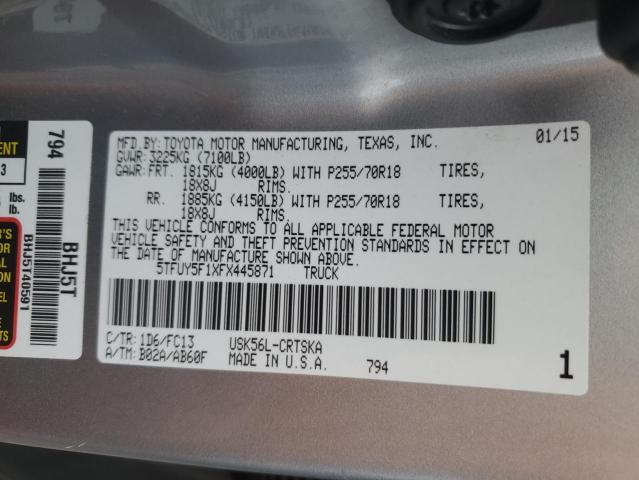 MFD BY: TOYOTA MOTOR MANUFACTURING, TEXAS, INC. 01/15
GVWR: 3225KG (7100LB)
GAWR: FRT. 1815KG (4000LB) WITH P255/70R18 TIRES,
18X8J RIMS.
RR. 1885KG (4150LB) WITH P255/70R18 TIRES,
18X8J RIMS.
THIS VEHICLE CONFORMS TO ALL APPLICABLE FEDERAL MOTOR
VEHICLE SAFETY AND THEFT PREVENTION STANDARDS IN EFFECT ON
THE DATE OF MANUFACTURE SHOWN ABOVE.
5TFUY5F1XFX445871 TRUCK
C/TR: 1D6/FC13 USK56L-CRTSKA
A/TM: B02A/AB60F MADE IN U.S.A. 794
1
794
BHJ5T
BHJ5T40591
lbs.
lb.